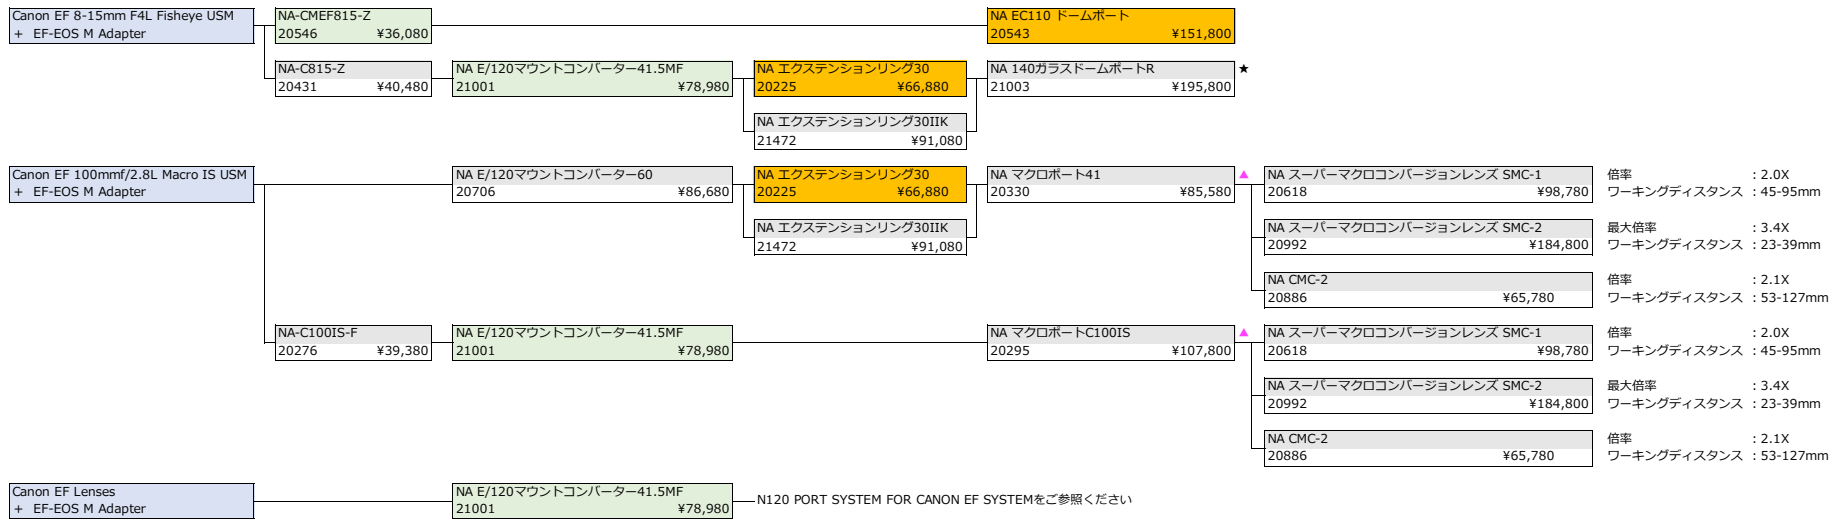 Canon EF 8-15mm F4L Fisheye USM
+ EF-EOS M Adapter
NA-CMEF815-Z
20546 ¥36,080
NA EC110 ドームポート
20543 ¥151,800
NA-C815-Z
20431 ¥40,480
NA E/120マウントコンバーター41.5MF
21001 ¥78,980
NA エクステンションリング30
20225 ¥66,880
NA 140ガラスドームポートR ★
21003 ¥195,800
NA エクステンションリング30IIK
21472 ¥91,080
Canon EF 100mmf/2.8L Macro IS USM
+ EF-EOS M Adapter
NA E/120マウントコンバーター60
20706 ¥86,680
NA エクステンションリング30
20225 ¥66,880
NA マクロポート41 ▲
20330 ¥85,580
NA スーパーマクロコンバージョンレンズ SMC-1
20618 ¥98,780
倍率 : 2.0X
ワーキングディスタンス : 45-95mm
NA エクステンションリング30IIK
21472 ¥91,080
NA スーパーマクロコンバージョンレンズ SMC-2
20992 ¥184,800
最大倍率 : 3.4X
ワーキングディスタンス : 23-39mm
NA CMC-2
20886 ¥65,780
倍率 : 2.1X
ワーキングディスタンス : 53-127mm
NA-C100IS-F
20276 ¥39,380
NA E/120マウントコンバーター41.5MF
21001 ¥78,980
NA マクロポートC100IS ▲
20295 ¥107,800
NA スーパーマクロコンバージョンレンズ SMC-1
20618 ¥98,780
倍率 : 2.0X
ワーキングディスタンス : 45-95mm
NA スーパーマクロコンバージョンレンズ SMC-2
20992 ¥184,800
最大倍率 : 3.4X
ワーキングディスタンス : 23-39mm
NA CMC-2
20886 ¥65,780
倍率 : 2.1X
ワーキングディスタンス : 53-127mm
Canon EF Lenses
+ EF-EOS M Adapter
NA E/120マウントコンバーター41.5MF
21001 ¥78,980
N120 PORT SYSTEM FOR CANON EF SYSTEMをご参照ください